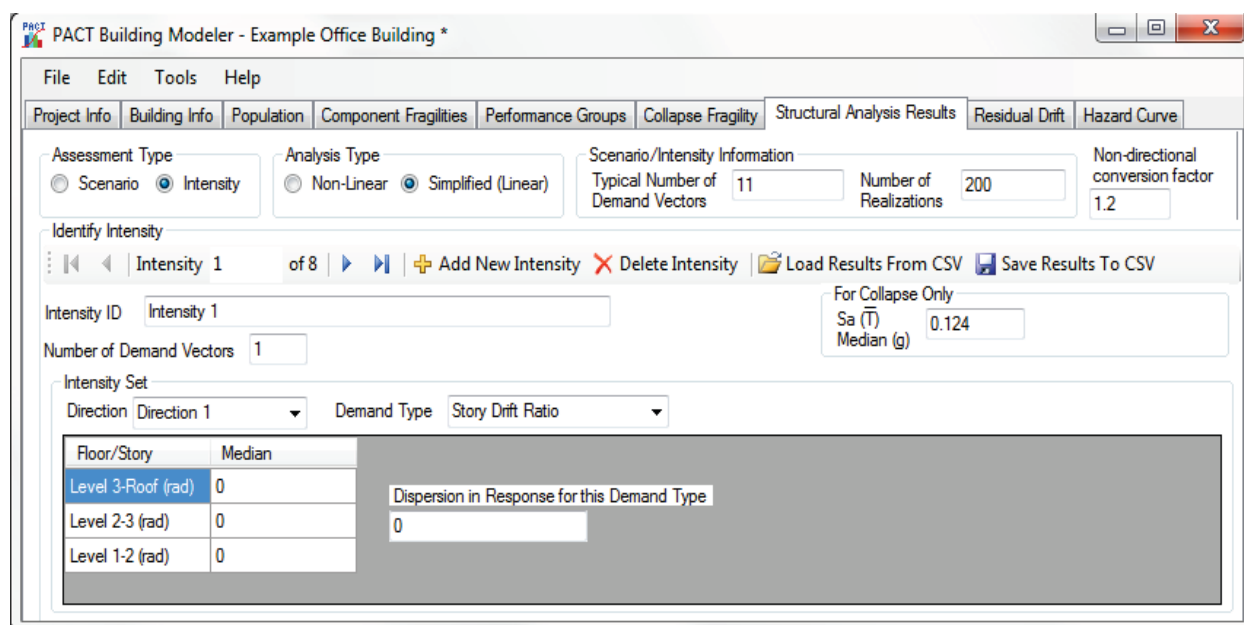 PACT PACT Building Modeler - Example Office Building *
File Edit Tools Help
Project Info Building Info Population Component Fragilities Performance Groups Collapse Fragility Structural Analysis Results Residual Drift Hazard Curve
Assessment Type Analysis Type Scenario/Intensity Information Non-directional
Scenario Intensity Non-Linear Simplified (Linear) Typical Number of 11 Number of 200 conversion factor
Demand Vectors Realizations 1.2
Identify Intensity
Intensity 1 of 8 Add New Intensity Delete Intensity Load Results From CSV Save Results To CSV
For Collapse Only
Intensity ID Intensity 1 Sa (T̅) 0.124
Median (g)
Number of Demand Vectors 1
Intensity Set
Direction Direction 1 Demand Type Story Drift Ratio
Floor/Story Median
Level 3-Roof (rad) 0
Dispersion in Response for this Demand Type
Level 2-3 (rad) 0 0
Level 1-2 (rad) 0